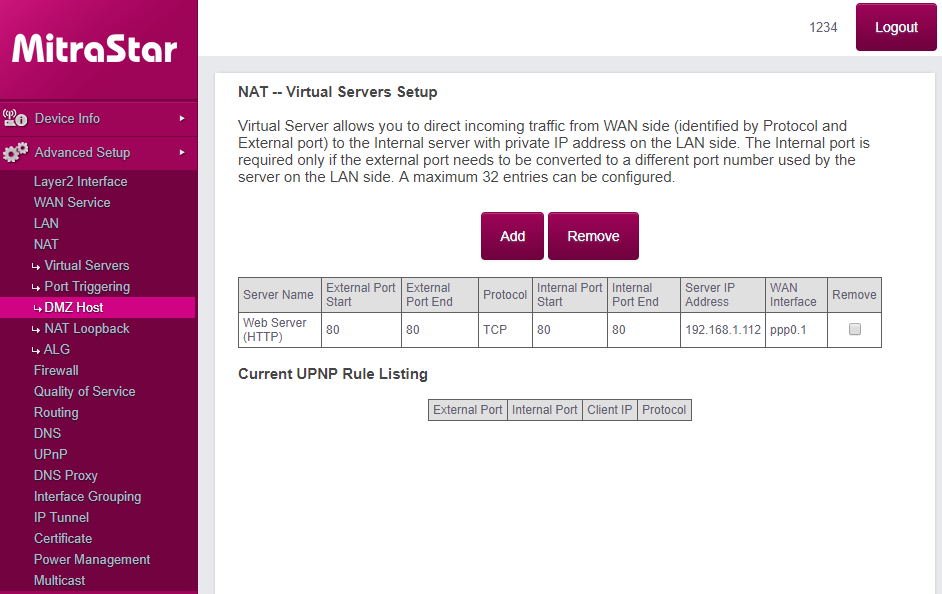 MitraStar
1234
Logout
Device Info
Advanced Setup
Layer2 Interface
WAN Service
LAN
NAT
Virtual Servers
Port Triggering
DMZ Host
NAT Loopback
ALG
Firewall
Quality of Service
Routing
DNS
UPnP
DNS Proxy
Interface Grouping
IP Tunnel
Certificate
Power Management
Multicast
NAT -- Virtual Servers Setup
Virtual Server allows you to direct incoming traffic from WAN side (identified by Protocol and
External port) to the Internal server with private IP address on the LAN side. The Internal port is
required only if the external port needs to be converted to a different port number used by the
server on the LAN side. A maximum 32 entries can be configured.
Add Remove
Server Name External Port Start External Port End Protocol Internal Port Start Internal Port End Server IP Address WAN Interface Remove
Web Server (HTTP) 80 80 TCP 80 80 192.168.1.112 ppp0.1
Current UPNP Rule Listing
External Port Internal Port Client IP Protocol